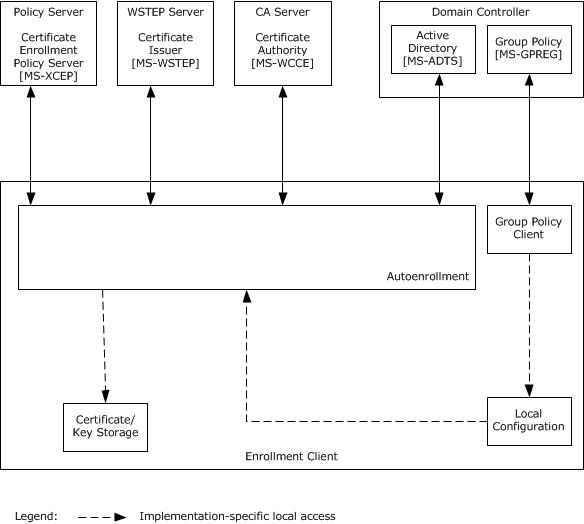 Policy Server
Certificate
Enrollment
Policy Server
[MS-XCEP]
WSTEP Server
Certificate
Issuer
[MS-WSTEP]
CA Server
Certificate
Authority
[MS-WCCE]
Domain Controller
Active
Directory
[MS-ADTS]
Group Policy
[MS-GPREG]
Autoenrollment
Group Policy
Client
Certificate/
Key Storage
Local
Configuration
Enrollment Client
Legend:
Implementation-specific local access